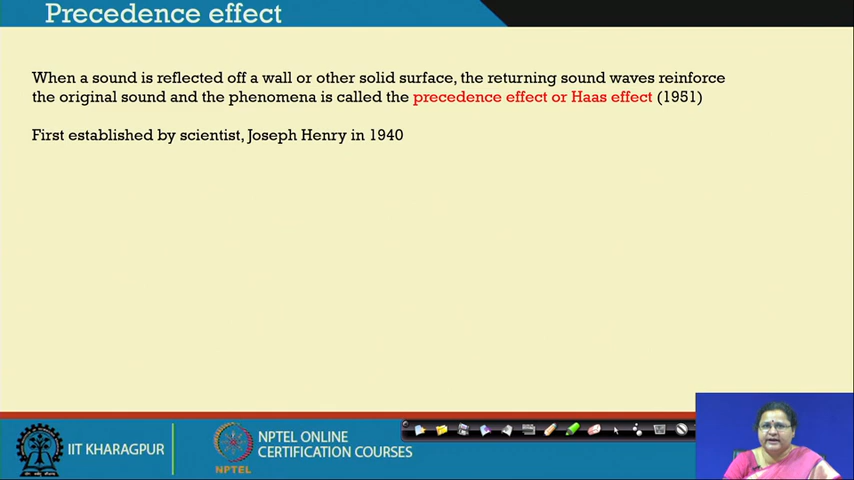 Precedence effect
When a sound is reflected off a wall or other solid surface, the returning sound waves reinforce
the original sound and the phenomena is called the precedence effect or Haas effect (1951)
First established by scientist, Joseph Henry in 1940
IIT KHARAGPUR
NPTEL
NPTEL ONLINE
CERTIFICATION COURSES